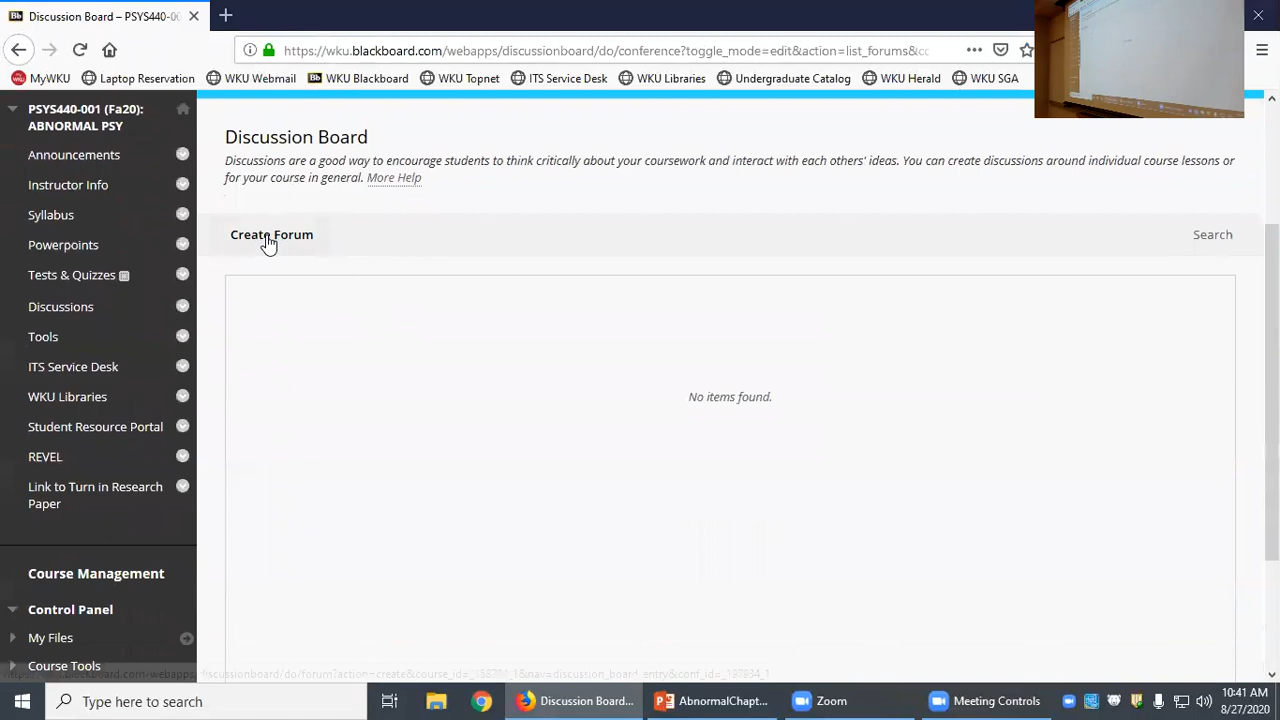 Discussion Board – PSYS440-00
https://wku.blackboard.com/webapps/discussionboard/do/conference?toggle_mode=edit&action=list_forums&
MyWKU
Laptop Reservation
WKU Webmail
WKU Blackboard
WKU Topnet
ITS Service Desk
WKU Libraries
Undergraduate Catalog
WKU Herald
WKU SGA
PSYS440-001 (Fa20):
ABNORMAL PSY
Announcements
Instructor Info
Syllabus
Powerpoints
Tests & Quizzes
Discussions
Tools
ITS Service Desk
WKU Libraries
Student Resource Portal
REVEL
Link to Turn in Research
Paper
Course Management
Control Panel
My Files
Course Tools
Discussion Board
Discussions are a good way to encourage students to think critically about your coursework and interact with each others' ideas. You can create discussions around individual course lessons or
for your course in general. More Help
Create Forum
Search
No items found.
Type here to search
Discussion Board...
AbnormalChapt...
Zoom
Meeting Controls
10:41 AM
8/27/2020